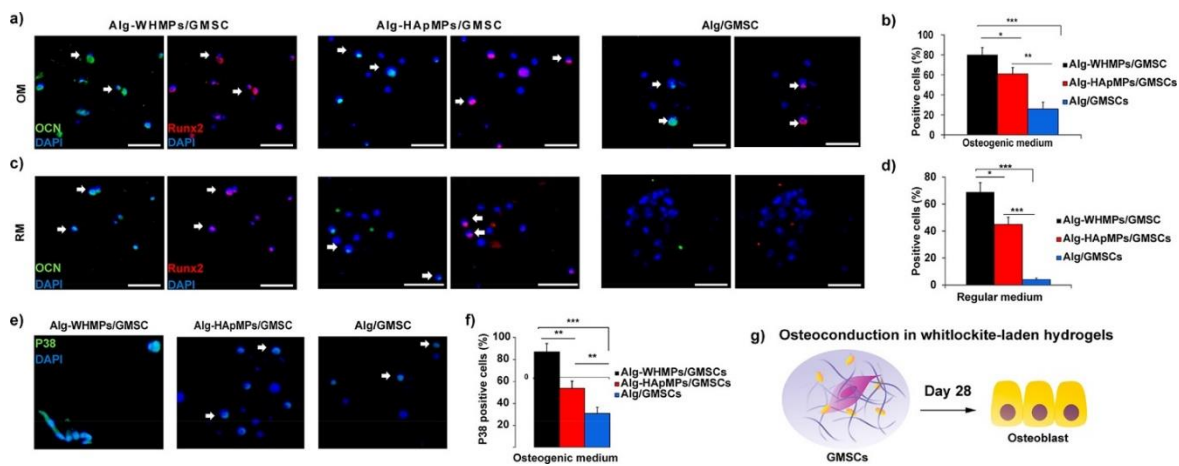 a)
Alg-WHMPs/GMSC
Alg-HApMPs/GMSC
Alg/GMSC
OM
OCN
DAPI
Runx2
DAPI
b)
Positive cells (%)
100
80
60
40
20
0
***
*
**
Alg-WHMPs/GMSC
Alg-HApMPs/GMSCs
Alg/GMSCs
Osteogenic medium
c)
RM
OCN
DAPI
Runx2
DAPI
d)
Positive cells (%)
80
60
40
20
0
***
*
***
Alg-WHMPs/GMSC
Alg-HApMPs/GMSCs
Alg/GMSCs
Regular medium
e)
Alg-WHMPs/GMSC
Alg-HApMPs/GMSC
Alg/GMSC
P38
DAPI
f)
P38 positive cells (%)
100
80
60
40
20
0
***
**
**
Alg-WHMPs/GMSCs
Alg-HApMPs/GMSCs
Alg/GMSCs
Osteogenic medium
g)
Osteoconduction in whitlockite-laden hydrogels
Day 28
GMSCs
Osteoblast